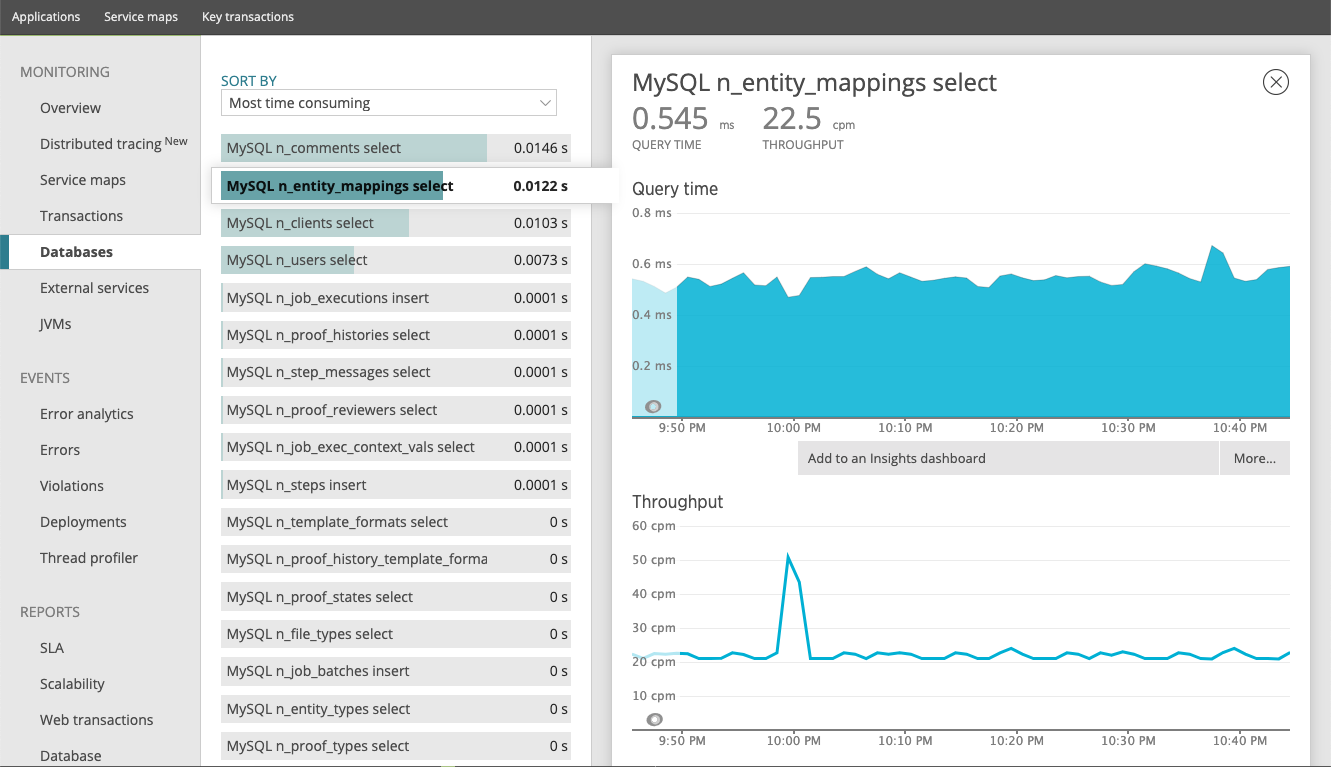 Applications Service maps Key transactions
MONITORING
Overview
Distributed tracing New
Service maps
Transactions
Databases
External services
JVMs
EVENTS
Error analytics
Errors
Violations
Deployments
Thread profiler
REPORTS
SLA
Scalability
Web transactions
Database
SORT BY
Most time consuming
MySQL n_comments select 0.0146 s
MySQL n_entity_mappings select 0.0122 s
MySQL n_clients select 0.0103 s
MySQL n_users select 0.0073 s
MySQL n_job_executions insert 0.0001 s
MySQL n_proof_histories select 0.0001 s
MySQL n_step_messages select 0.0001 s
MySQL n_proof_reviewers select 0.0001 s
MySQL n_job_exec_context_vals select 0.0001 s
MySQL n_steps insert 0.0001 s
MySQL n_template_formats select 0 s
MySQL n_proof_history_template_forma 0 s
MySQL n_proof_states select 0 s
MySQL n_file_types select 0 s
MySQL n_job_batches insert 0 s
MySQL n_entity_types select 0 s
MySQL n_proof_types select 0 s
MySQL n_entity_mappings select
0.545 ms 22.5 cpm
QUERY TIME THROUGHPUT
Query time
0.8 ms
0.6 ms
0.4 ms
0.2 ms
9:50 PM 10:00 PM 10:10 PM 10:20 PM 10:30 PM 10:40 PM
Add to an Insights dashboard More...
Throughput
60 cpm
50 cpm
40 cpm
30 cpm
20 cpm
10 cpm
9:50 PM 10:00 PM 10:10 PM 10:20 PM 10:30 PM 10:40 PM